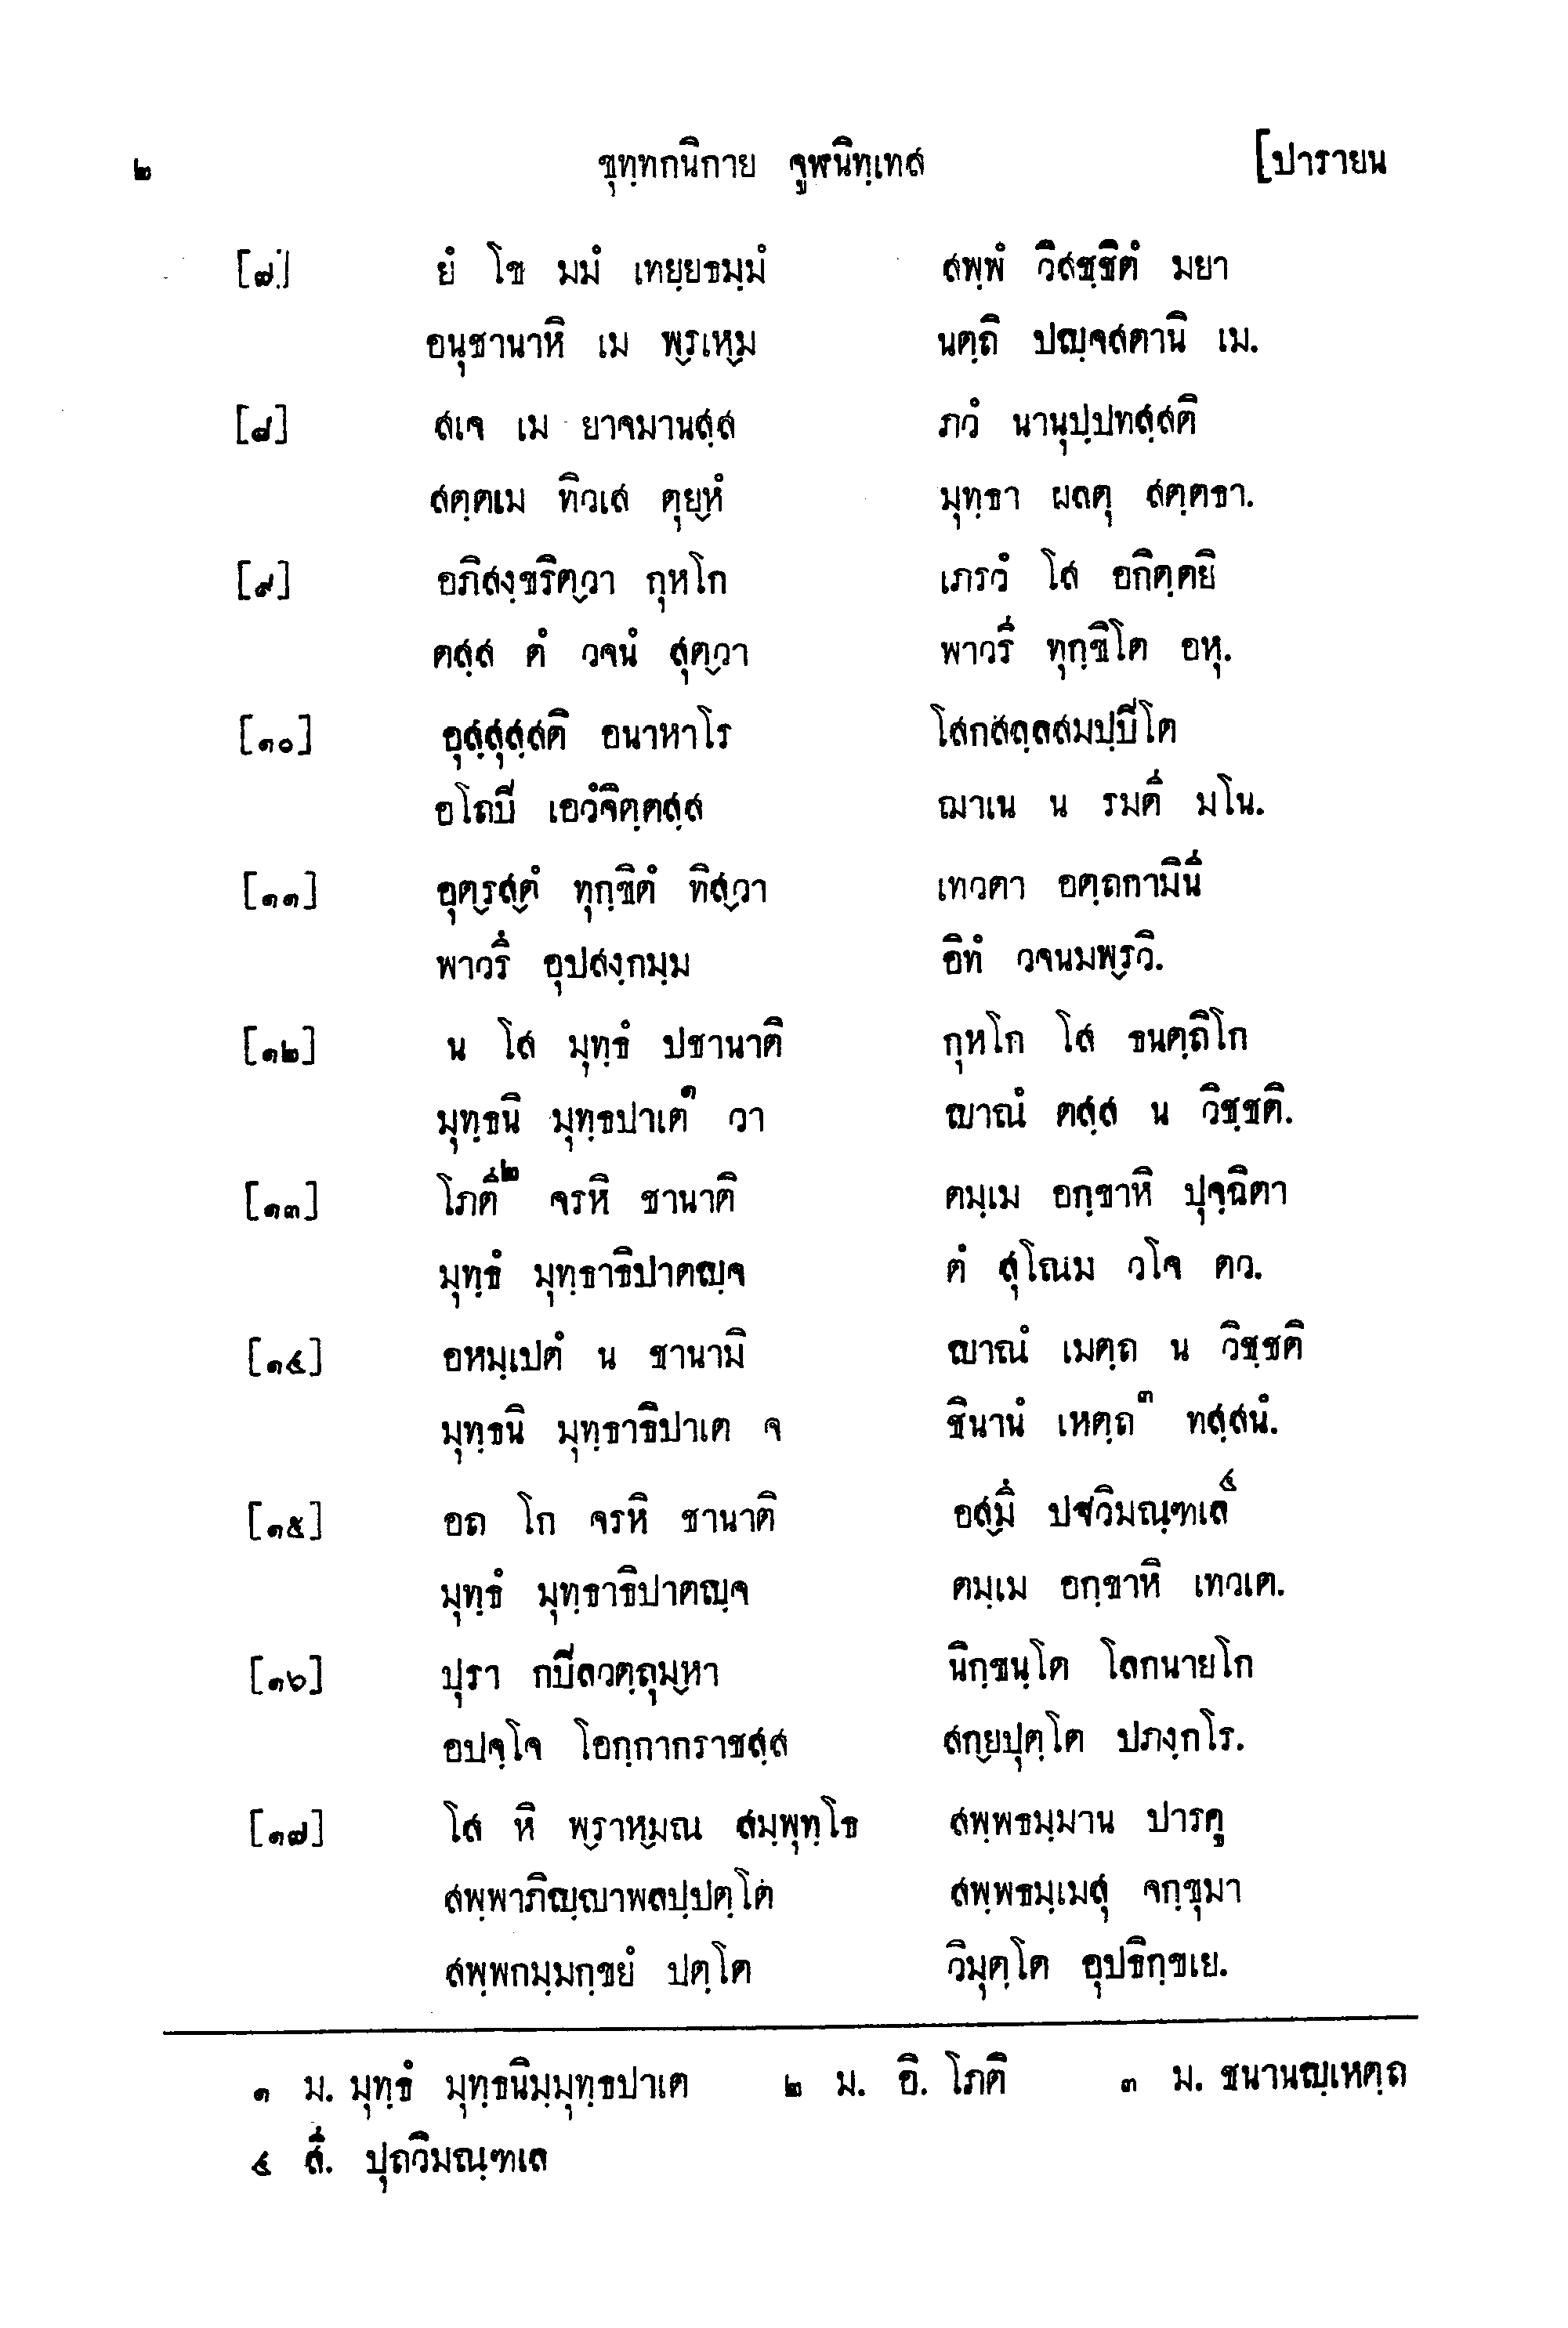 ๒ ขุทฺทกนิกาย จูฬนิทฺเทส [ปารายน
[๗] ยํ โข มมํ เทยฺยธมฺมํ สพฺพํ วิสชฺชิตํ มยา
อนุชานาหิ เม พฺรเหฺม นตฺถิ ปญฺจสตานิ เม.
[๘] สเจ เม ยาจมานสฺส ภวํ นานุปฺปทสฺสติ
สตฺตเม ทิวเส ตุยฺหํ มุทฺธา ผลตุ สตฺตธา.
[๙] อภิสงฺขริตฺวา กุหโก เภรวํ โส อกิตฺตยิ
ตสฺส ตํ วจนํ สุตฺวา พาวรี ทุกฺขิโต อหุ.
[๑๐] อุสฺสุสฺสติ อนาหาโร โสกสลฺลสมปฺปิโต
อโถปิ เอวํจิตฺตสฺส ฌาเน น รมตี มโน.
[๑๑] อุตฺรสฺตํ ทุกฺขิตํ ทิสฺวา เทวตา อตฺถกามินี
พาวรึ อุปสงฺกมฺม อิทํ วจนมพฺรวิ.
[๑๒] น โส มุทฺธํ ปชานาติ กุหโก โส ธนตฺถิโก
มุทฺธนิ มุทฺธปาเต๑ วา ญาณํ ตสฺส น วิชฺชติ.
[๑๓] โภตี๒ จรหิ ชานาติ ตมฺเม อกฺขาหิ ปุจฺฉิตา
มุทฺธํ มุทฺธาธิปาตญฺจ ตํ สุโณม วโจ ตว.
[๑๔] อหมฺเปตํ น ชานามิ ญาณํ เมตฺถ น วิชฺชติ
มุทฺธนิ มุทฺธาธิปาเต จ ชินานํ เหตฺถ๓ ทสฺสนํ.
[๑๕] อถ โก จรหิ ชานาติ อสฺมึ ปฐวิมณฺฑเล๔
มุทฺธํ มุทฺธาธิปาตญฺจ ตมฺเม อกฺขาหิ เทวเต.
[๑๖] ปุรา กปิลวตฺถุมฺหา นิกฺขนฺโต โลกนายโก
อปจฺโจ โอกฺกากราชสฺส สกฺยปุตฺโต ปภงฺกโร.
[๑๗] โส หิ พฺราหฺมณ สมฺพุทฺโธ สพฺพธมฺมาน ปารคู
สพฺพาภิญฺญาพลปฺปตฺโต สพฺพธมฺเมสุ จกฺขุมา
สพฺพกมฺมกฺขยํ ปตฺโต วิมุตฺโต อุปธิกฺขเย.
๑ ม. มุทฺธํ มุทฺธนิมฺมุทฺธปาเต ๒ ม. อิ. โภติ ๓ ม. ชนานญฺเหตฺถ
๔ สี. ปุถวิมณฺฑเล